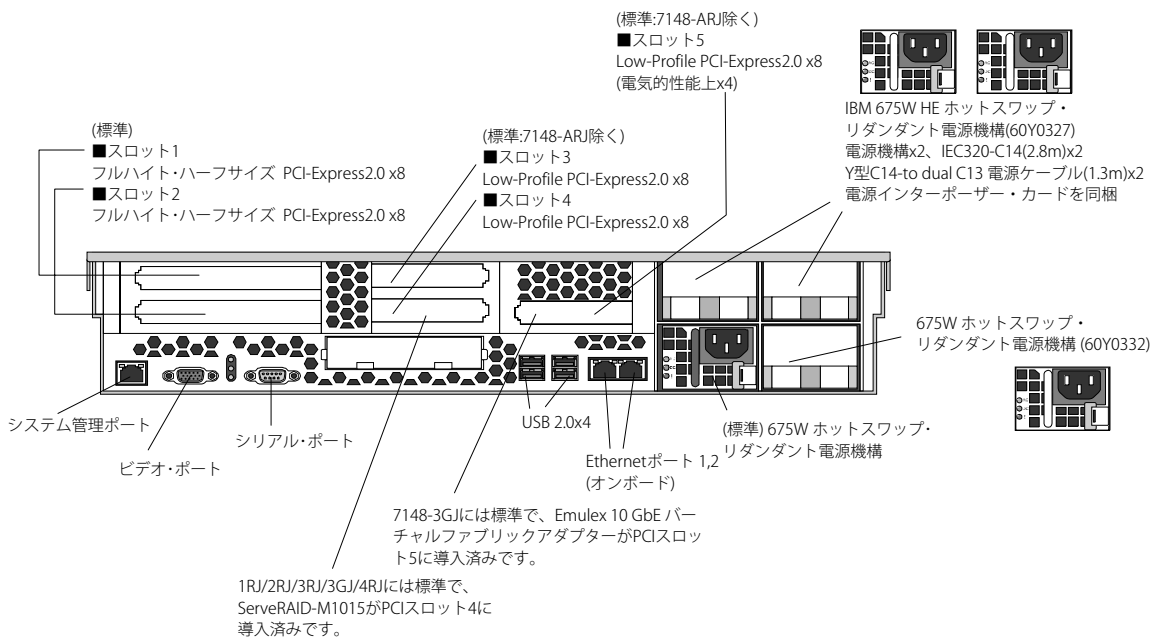 (標準:7148-ARJ除く)
■スロット5
Low-Profile PCI-Express2.0 x8
(電気的性能上x4)
IBM 675W HE ホットスワップ・
リダンダント電源機構(60Y0327)
電源機構x2、IEC320-C14(2.8m)x2
Y型C14-to dual C13 電源ケーブル(1.3m)x2
電源インターポーザー・カードを同梱
(標準)
■スロット1
フルハイト・ハーフサイズ PCI-Express2.0 x8
■スロット2
フルハイト・ハーフサイズ PCI-Express2.0 x8
(標準:7148-ARJ除く)
■スロット3
Low-Profile PCI-Express2.0 x8
■スロット4
Low-Profile PCI-Express2.0 x8
675W ホットスワップ・
リダンダント電源機構 (60Y0332)
システム管理ポート
ビデオ・ポート
シリアル・ポート
USB 2.0x4
Ethernetポート 1,2
(オンボード)
(標準) 675W ホットスワップ・
リダンダント電源機構
7148-3GJには標準で、Emulex 10 GbE バー
チャルファブリックアダプターがPCIスロッ
ト5に導入済みです。
1RJ/2RJ/3RJ/3GJ/4RJには標準で、
ServeRAID-M1015がPCIスロット4に
導入済みです。